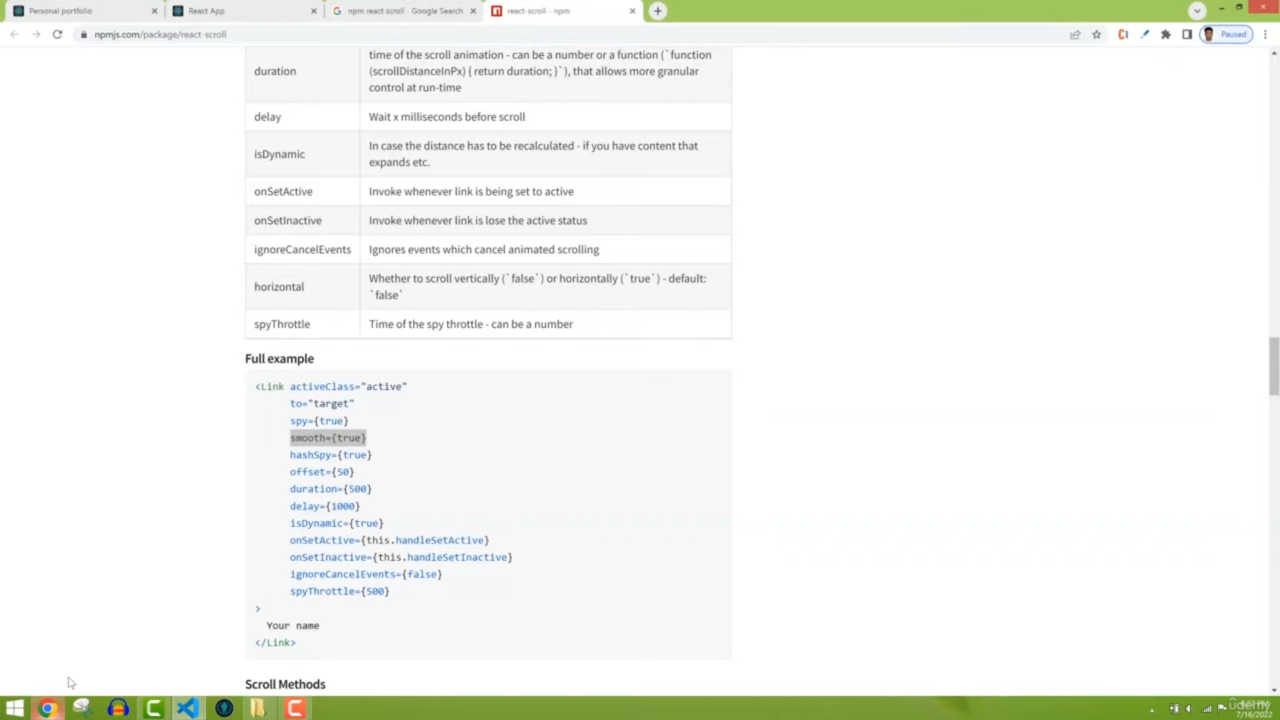 Personal portfolio
React App
npm react scroll - Google Search
react-scroll - npm
npmjs.com/package/react-scroll
Paused
duration
time of the scroll animation - can be a number or a function (`function
(scrollDistanceInPx) { return duration; }`), that allows more granular
control at run-time
delay
Wait x milliseconds before scroll
isDynamic
In case the distance has to be recalculated - if you have content that
expands etc.
onSetActive
Invoke whenever link is being set to active
onSetInactive
Invoke whenever link is lose the active status
ignoreCancelEvents
Ignores events which cancel animated scrolling
horizontal
Whether to scroll vertically (`false`) or horizontally (`true`) - default:
`false`
spyThrottle
Time of the spy throttle - can be a number
Full example
<Link activeClass="active"
to="target"
spy={true}
smooth={true}
hashSpy={true}
offset={50}
duration={500}
delay={1000}
isDynamic={true}
onSetActive={this.handleSetActive}
onSetInactive={this.handleSetInactive}
ignoreCancelEvents={false}
spyThrottle={500}
>
Your name
</Link>
Scroll Methods
udemy
7/16/2022